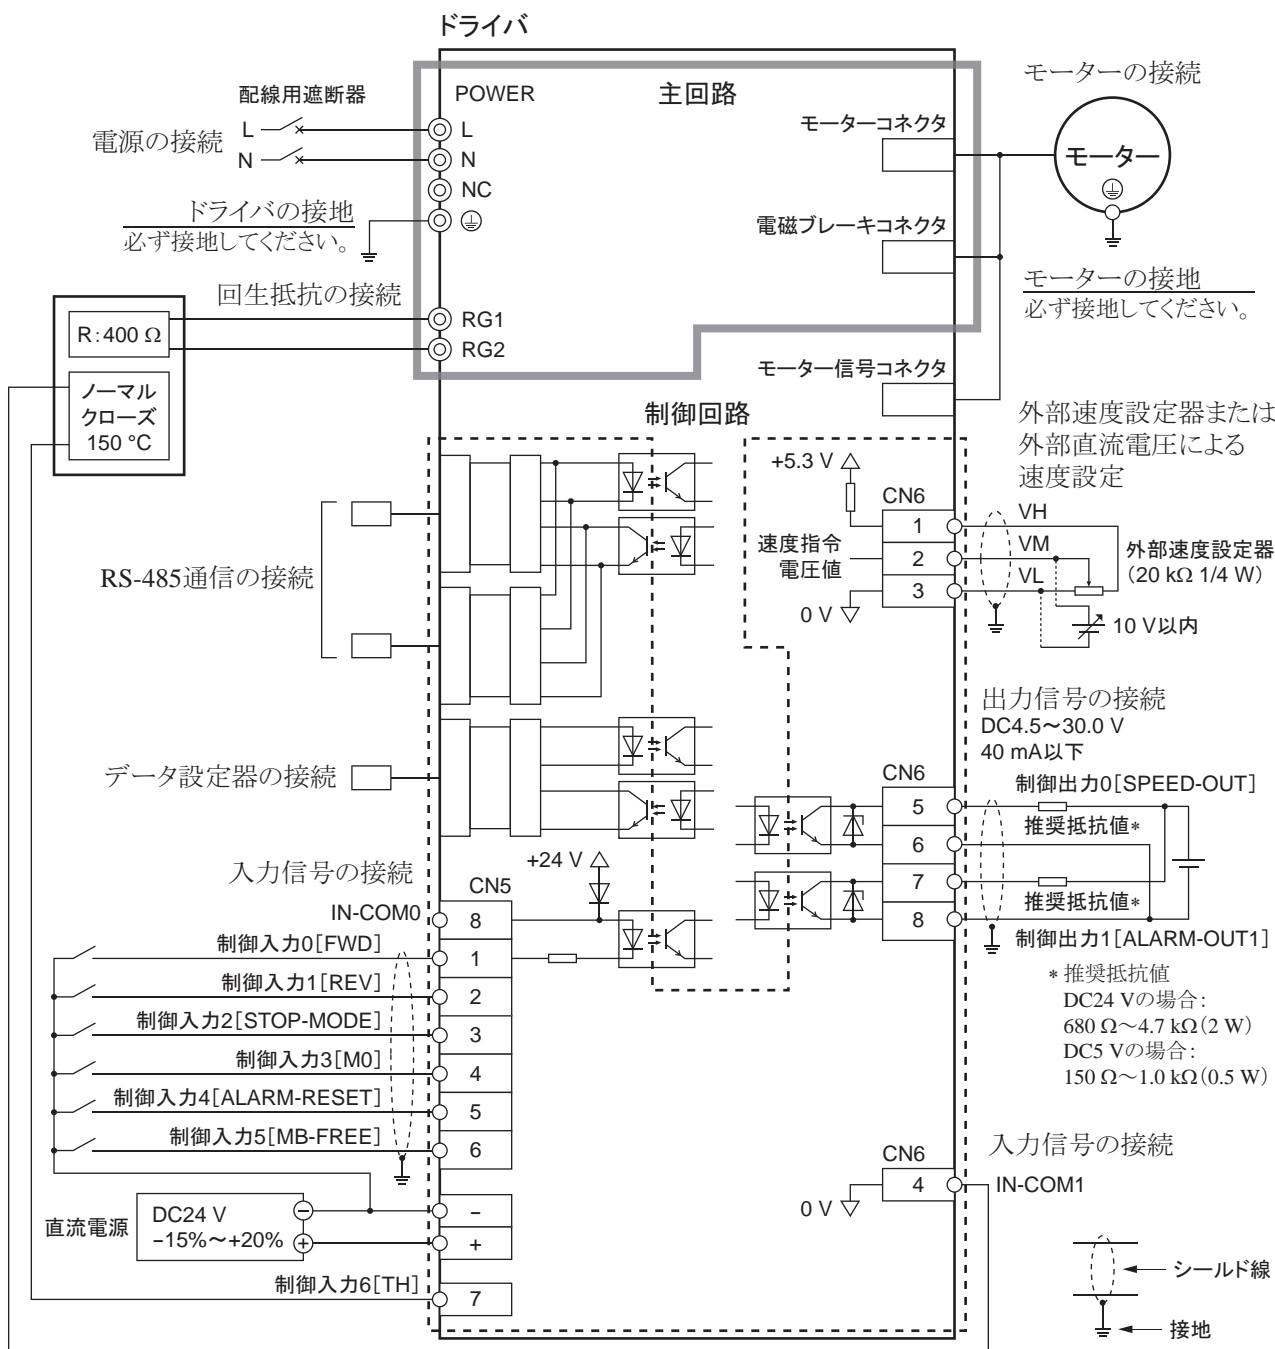 ドライバ
配線用遮断器
電源の接続
L
N
POWER
主回路
L
N
NC
ドライバの接地
必ず接地してください。
モーターコネクタ
電磁ブレーキコネクタ
モーターの接続
モーター
モーターの接地
必ず接地してください。
回生抵抗の接続
R:400 Ω
ノーマル
クローズ
150 °C
RG1
RG2
モーター信号コネクタ
制御回路
外部速度設定器または
外部直流電圧による
速度設定
+5.3 V
CN6
1
2
3
速度指令
電圧値
0 V
VH
VM
VL
外部速度設定器
(20 kΩ 1/4 W)
10 V以内
RS-485通信の接続
データ設定器の接続
出力信号の接続
DC4.5~30.0 V
40 mA以下
CN6
5
6
7
8
制御出力0[SPEED-OUT]
推奨抵抗値*
推奨抵抗値*
制御出力1[ALARM-OUT1]
* 推奨抵抗値
DC24 Vの場合:
680 Ω~4.7 kΩ(2 W)
DC5 Vの場合:
150 Ω~1.0 kΩ(0.5 W)
入力信号の接続
+24 V
CN5
IN-COM0
8
制御入力0[FWD]
1
制御入力1[REV]
2
制御入力2[STOP-MODE]
3
制御入力3[M0]
4
制御入力4[ALARM-RESET]
5
制御入力5[MB-FREE]
6
直流電源
DC24 V
-15%~+20%
−
+
−
+
制御入力6[TH]
7
入力信号の接続
CN6
4
IN-COM1
0 V
シールド線
接地